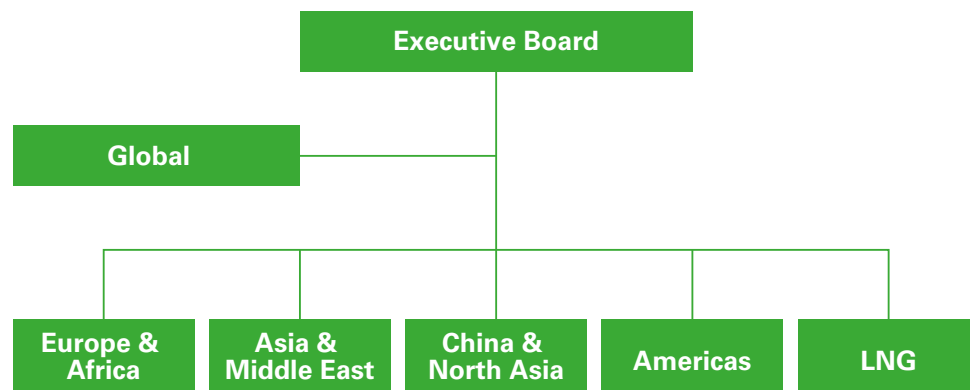 Executive Board
Global
Europe &
Africa
Asia &
Middle East
China &
North Asia
Americas
LNG